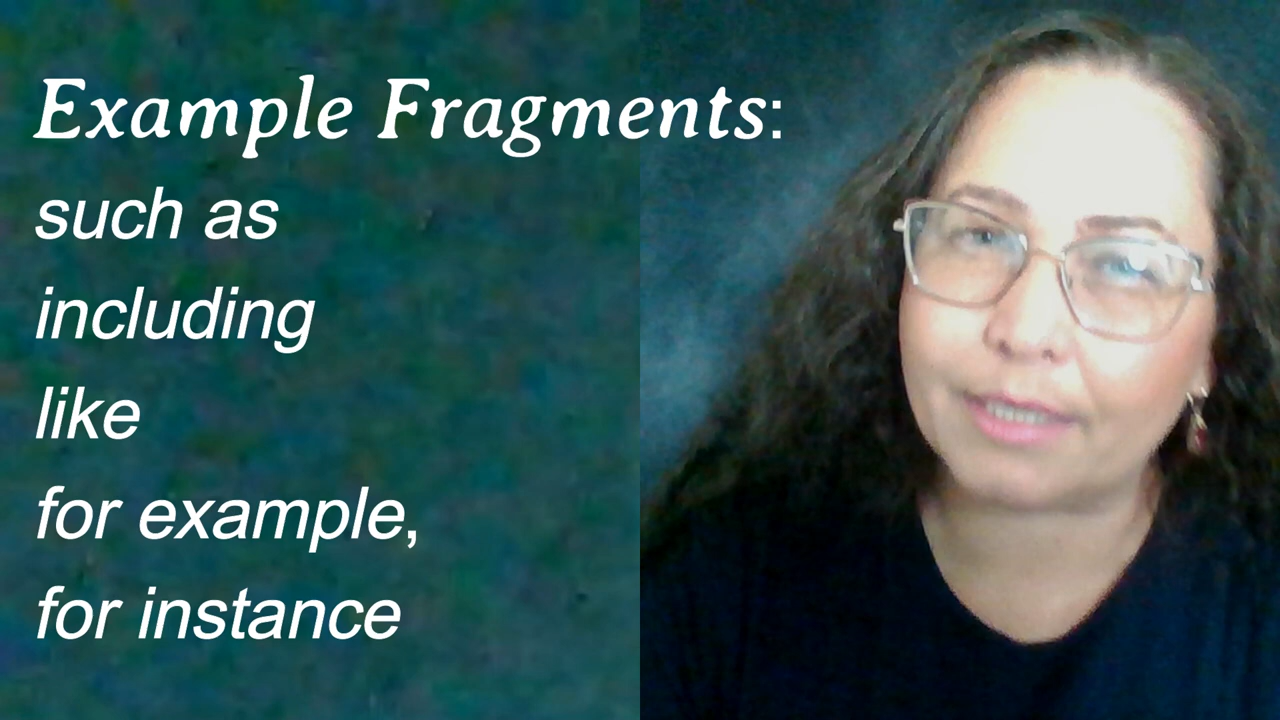 Example Fragments:
such as
including
like
for example,
for instance